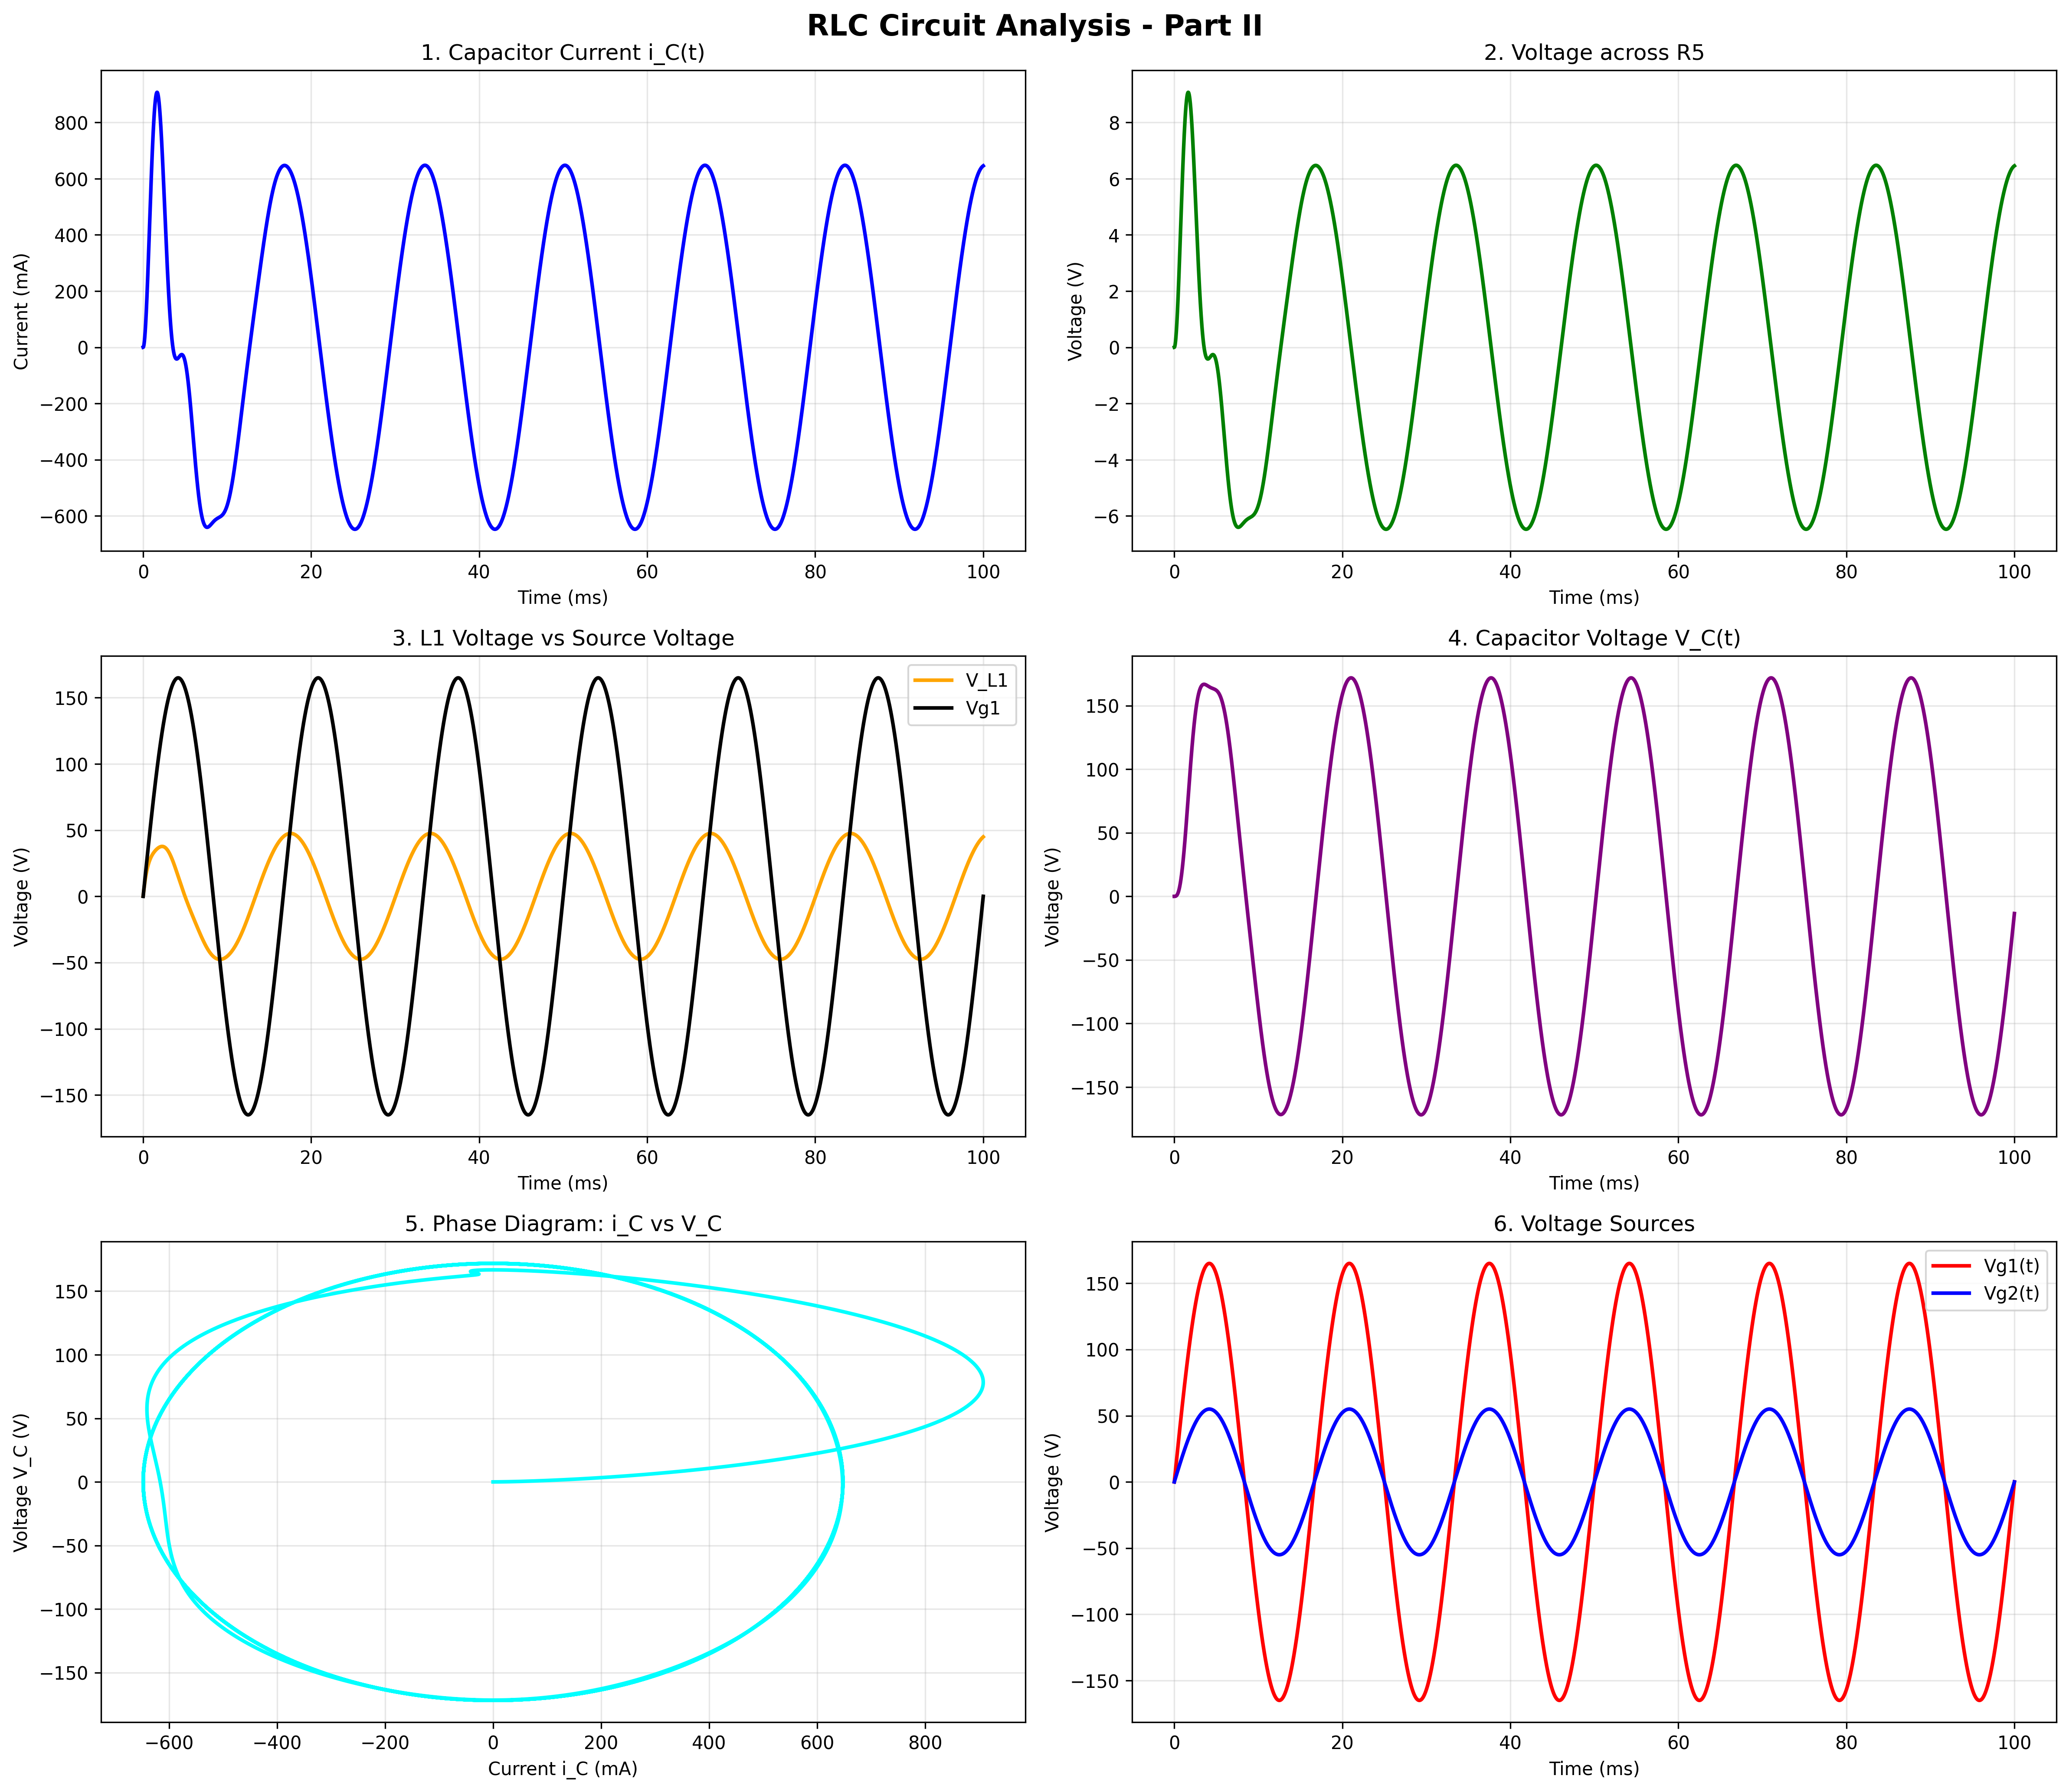 RLC Circuit Analysis - Part II
1. Capacitor Current i_C(t)
Current (mA)
800
600
400
200
0
−200
−400
−600
0 20 40 60 80 100
Time (ms)
2. Voltage across R5
Voltage (V)
8
6
4
2
0
−2
−4
−6
0 20 40 60 80 100
Time (ms)
3. L1 Voltage vs Source Voltage
Voltage (V)
150
100
50
0
−50
−100
−150
V_L1
Vg1
0 20 40 60 80 100
Time (ms)
4. Capacitor Voltage V_C(t)
Voltage (V)
150
100
50
0
−50
−100
−150
0 20 40 60 80 100
Time (ms)
5. Phase Diagram: i_C vs V_C
Voltage V_C (V)
150
100
50
0
−50
−100
−150
−600 −400 −200 0 200 400 600 800
Current i_C (mA)
6. Voltage Sources
Voltage (V)
150
100
50
0
−50
−100
−150
Vg1(t)
Vg2(t)
0 20 40 60 80 100
Time (ms)